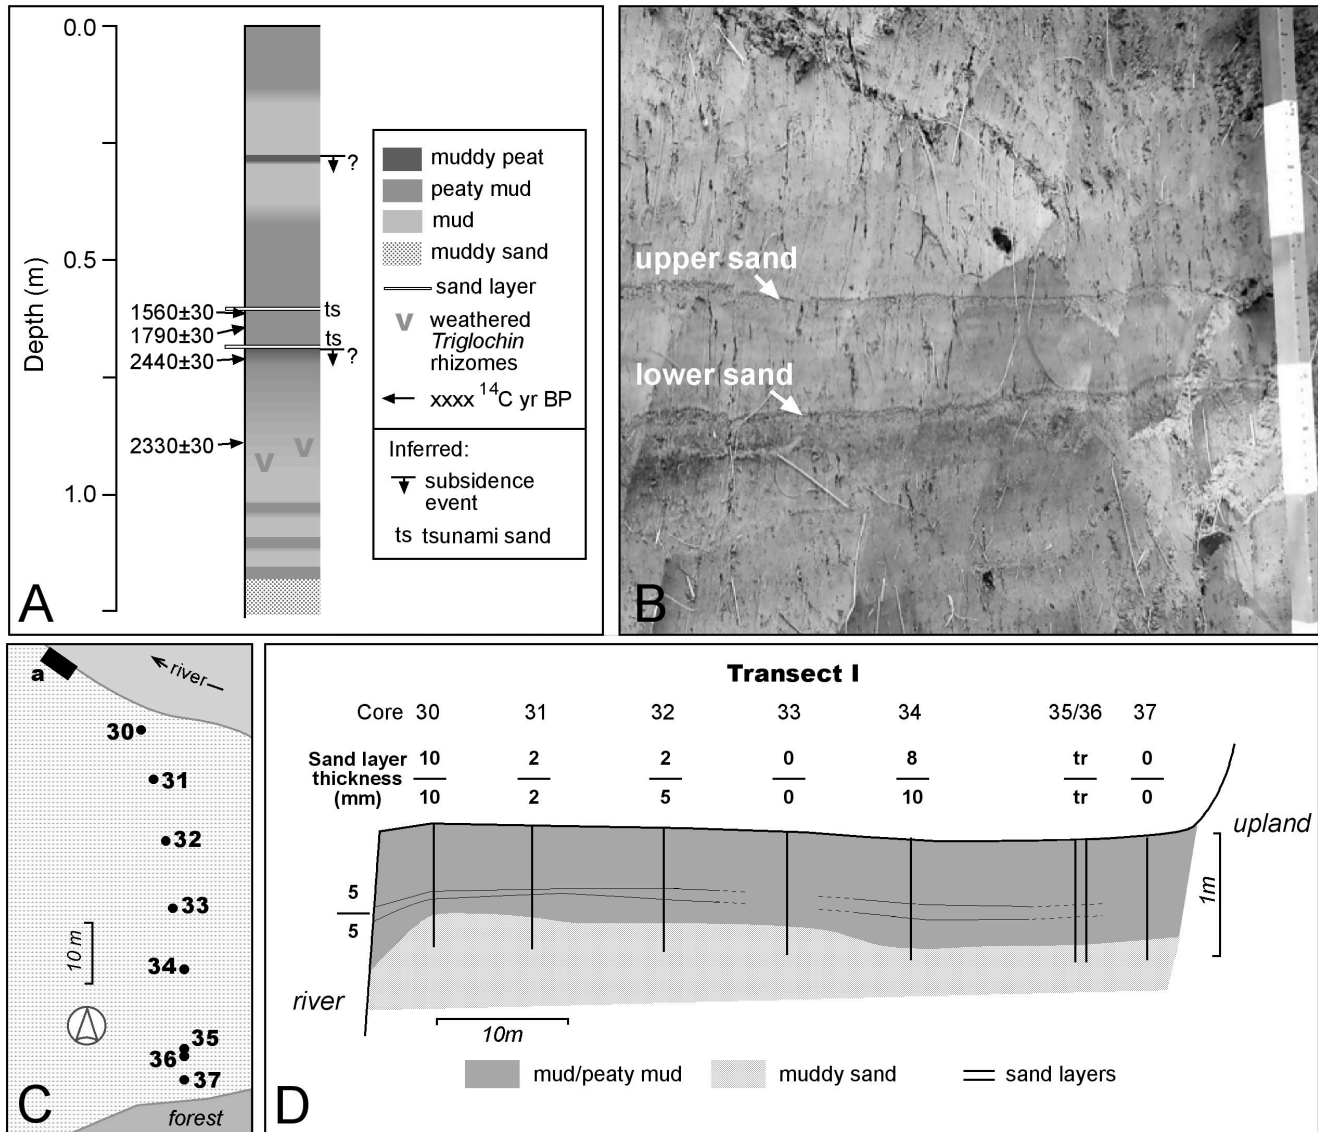 0.0
0.5
1.0
Depth (m)
?
1560±30
ts
1790±30
ts
2440±30
?
2330±30
v
v
muddy peat
peaty mud
mud
muddy sand
sand layer
v weathered
Triglochin
rhizomes
xxxx ¹⁴C yr BP
Inferred:
subsidence
event
ts tsunami sand
A
upper sand
lower sand
B
a
river
30
31
32
33
34
35
36
37
10 m
forest
C
Transect I
Core 30 31 32 33 34 35/36 37
Sand layer 10 2 2 0 8 tr 0
thickness
(mm) 10 2 5 0 10 tr 0
upland
5
5
1m
river
10m
mud/peaty mud muddy sand sand layers
D